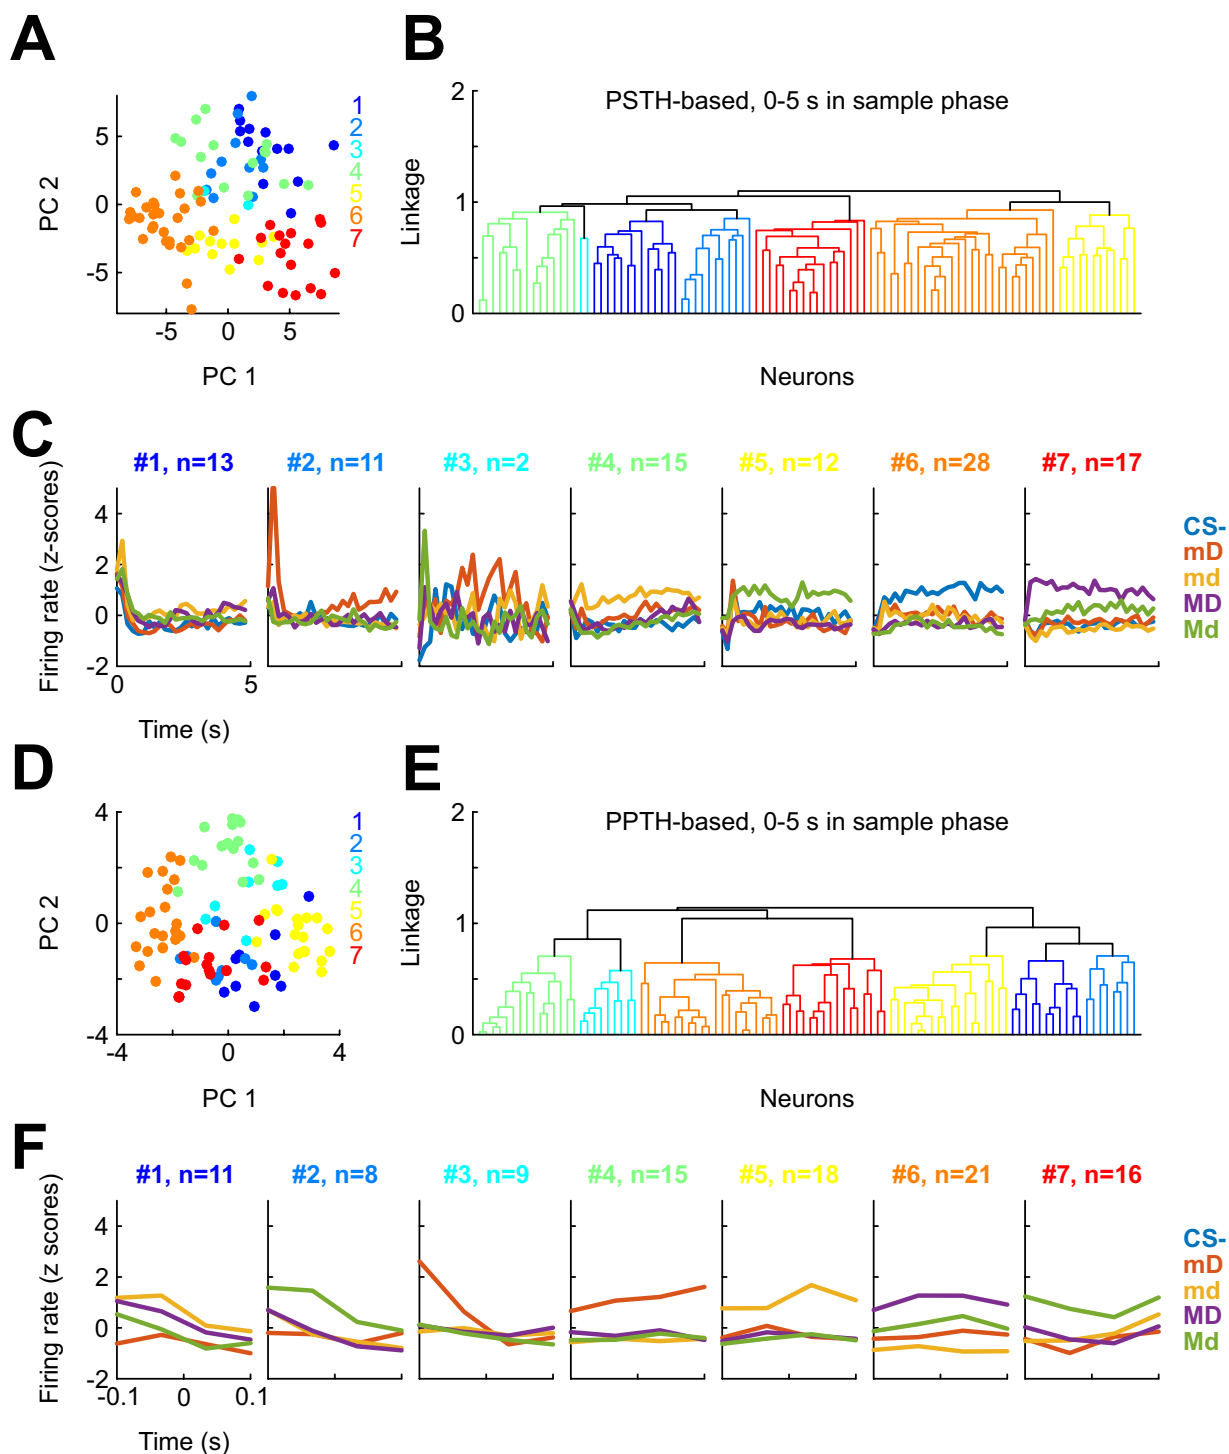 A
B
5
0
-5
-5
0
5
PC 2
PC 1
1
2
3
4
5
6
7
2
1
0
Linkage
PSTH-based, 0-5 s in sample phase
Neurons
C
#1, n=13
#2, n=11
#3, n=2
#4, n=15
#5, n=12
#6, n=28
#7, n=17
Firing rate (z-scores)
4
2
0
-2
0
5
Time (s)
CS-
mD
md
MD
Md
D
E
4
0
-4
-4
0
4
PC 2
PC 1
1
2
3
4
5
6
7
2
1
0
Linkage
PPTH-based, 0-5 s in sample phase
Neurons
F
#1, n=11
#2, n=8
#3, n=9
#4, n=15
#5, n=18
#6, n=21
#7, n=16
Firing rate (z scores)
4
2
0
-2
-0.1
0
0.1
Time (s)
CS-
mD
md
MD
Md